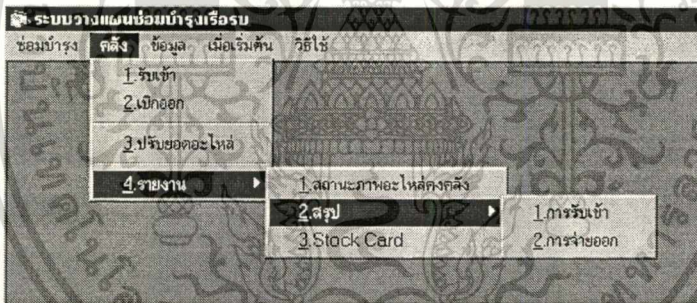 ระบบวางแผนซ่อมบำรุงเรือรบ
ซ่อมบำรุง คลัง ข้อมูล เมื่อเริ่มต้น วิธีใช้
1.รับเข้า
2.เบิกออก
3.ปรับยอดอะไหล่
4.รายงาน
1.สถานะภาพอะไหล่คงคลัง
2.สรุป
3.Stock Card
1.การรับเข้า
2.การจ่ายออก